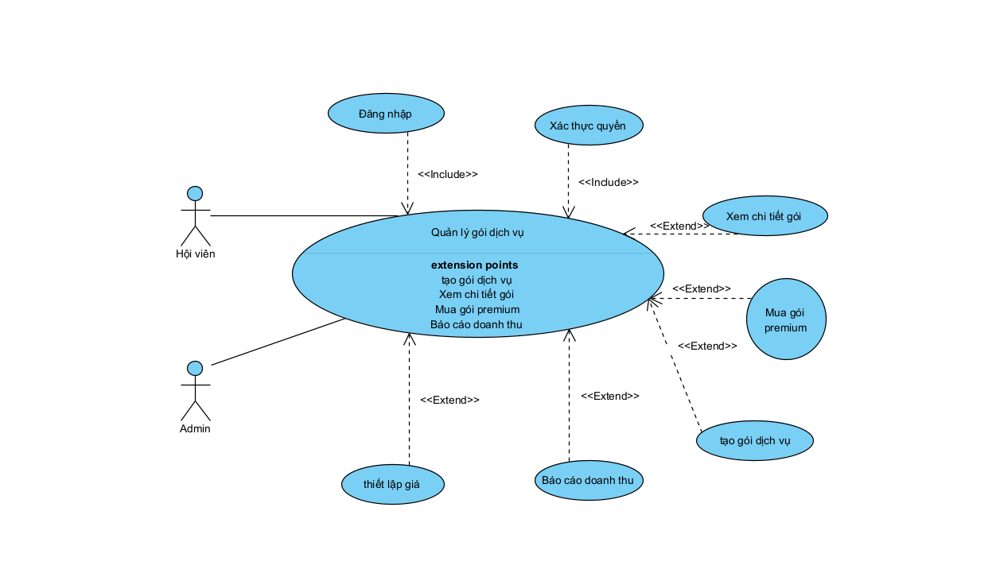 Đăng nhập
Xác thực quyền
<<Include>>
<<Include>>
Xem chi tiết gói
<<Extend>>
Hội viên
Quản lý gói dịch vụ
extension points
tạo gói dịch vụ
Xem chi tiết gói
Mua gói premium
Báo cáo doanh thu
<<Extend>>
Mua gói
premium
<<Extend>>
Admin
<<Extend>>
<<Extend>>
tạo gói dịch vụ
thiết lập giá
Báo cáo doanh thu